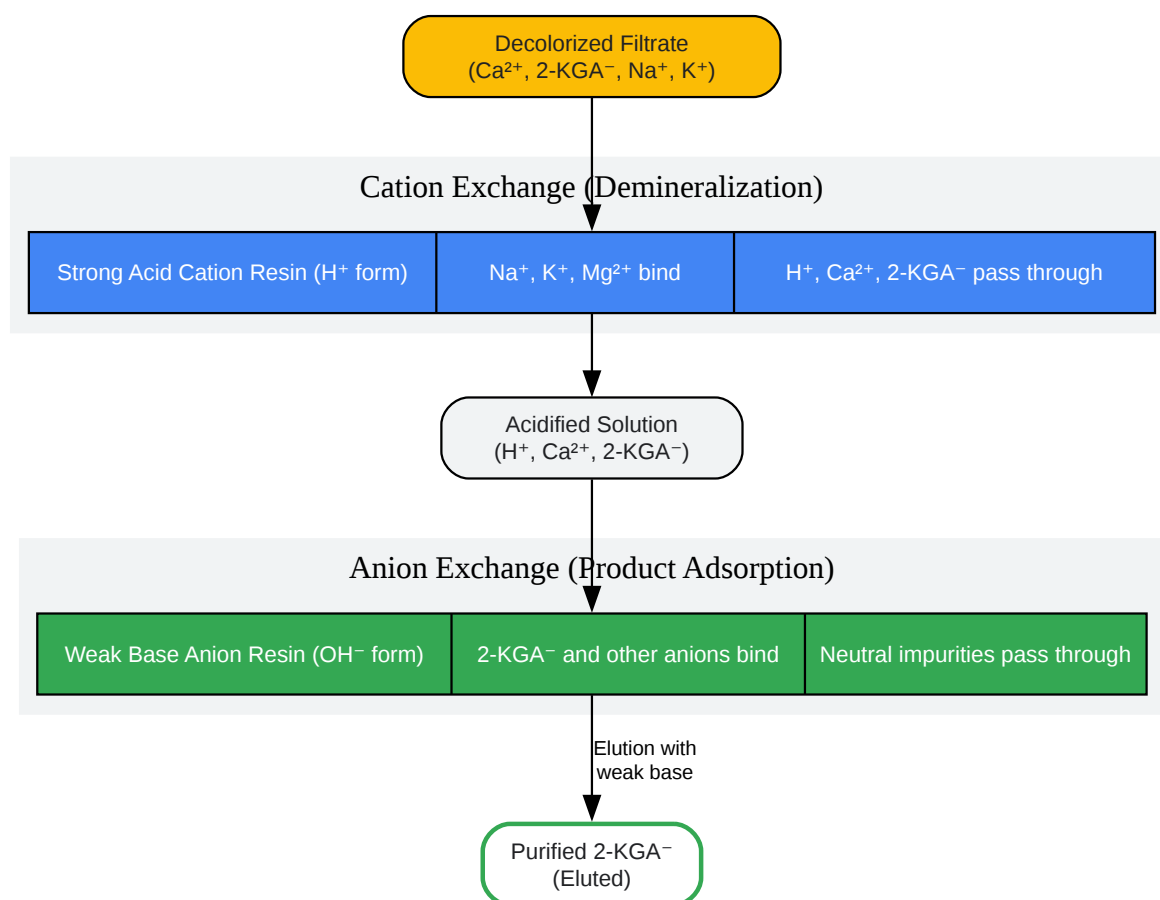 Decolorized Filtrate
(Ca²⁺, 2-KGA⁻, Na⁺, K⁺)
Cation Exchange (Demineralization)
Strong Acid Cation Resin (H⁺ form)
Na⁺, K⁺, Mg²⁺ bind
H⁺, Ca²⁺, 2-KGA⁻ pass through
Acidified Solution
(H⁺, Ca²⁺, 2-KGA⁻)
Anion Exchange (Product Adsorption)
Weak Base Anion Resin (OH⁻ form)
2-KGA⁻ and other anions bind
Neutral impurities pass through
Elution with
weak base
Purified 2-KGA⁻
(Eluted)